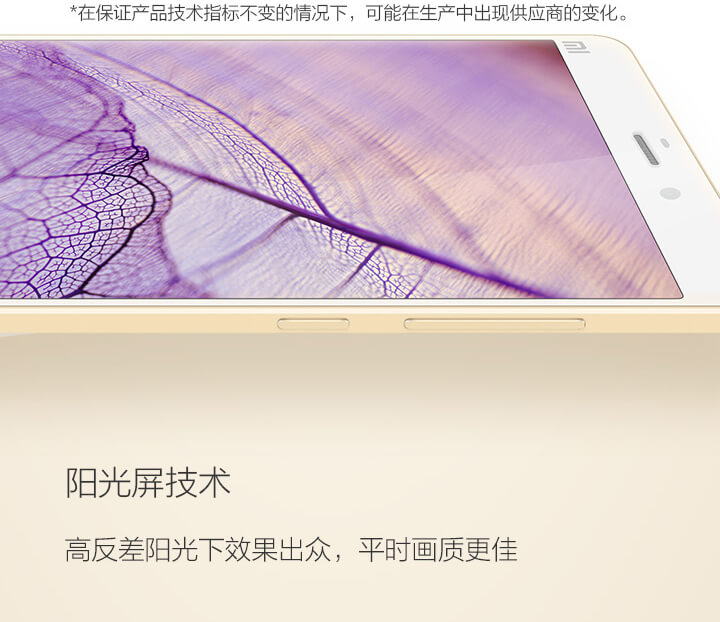 *在保证产品技术指标不变的情况下，可能在生产中出现供应商的变化。
MI
阳光屏技术
高反差阳光下效果出众，平时画质更佳